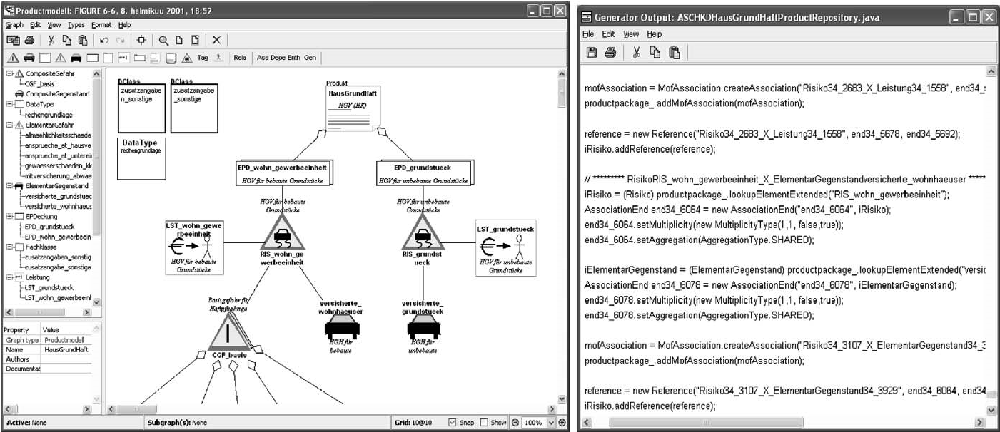 Productmodell: FIGURE 6-6, 8. helmikuu 2001, 18:52
Graph Edit View Types Format Help
Tag
Rela
Ass Depe Enth Gen
CompositeGefahr
CGF_basis
CompositeGegenstand
DataType
rechengrundlage
ElementarGefahr
allmaehlichkeitsschaede
ansprueche_et_hausve
ansprueche_et_unterein
gewaesserschaeden_kl
mitversicherung_abwae
ElementarGegenstand
versicherte_grundstuec
versicherte_wohnhaeus
EPDeckung
EPD_grundstueck
EPD_wohn_gewerbeein
Fachklasse
zusatzangaben_sonstig
zusatzangabe_sonstige
Leistung
LST_grundstueck
LST_wohn_gewerbeeinh
Property Value
Graph type Productmodell
Name HausGrundHaft
Authors
Documentat
DClass
zusatzangabe
n_sonstige
DClass
zusatzangabe
_sonstige
DataType
rechengrundlage
Produkt
HausGrundHaft
HGV (HK)
EPD_wohn_gewerbeeinheit
HGV für bebaute Grundstücke
EPD_grundstueck
HGV für unbebaute Grundstücke
HGV für bebaute
Grundstücke
HGV für unbebaute
Grundstücke
LST_wohn_gewe
rbeeinheit
HGV für bebaute
Grundstücke
RIS_wohn_ge
werbeeinheit
RIS_grundst
ueck
LST_grundstueck
HGV für unbebaute
Grundstücke
Basisgefahr für
Haftpflichtige
CGF_basis
versicherte_
wohnhaeuser
HGH für
bebaute
versicherte_
grundstueck
HGH für
unbebaute
Active: None
Subgraph(s): None
Grid: 10@10
Snap
Show
100%
Generator Output: ASCHKDHausGrundHaftProductRepository.java
File Edit View Help
mofAssociation = MofAssociation.createAssociation("Risiko34_2683_X_Leistung34_1558", end34_
productpackage_.addMofAssociation(mofAssociation);
reference = new Reference("Risiko34_2683_X_Leistung34_1558", end34_5678, end34_5692);
iRisiko.addReference(reference);
// ********* RisikoRIS_wohn_gewerbeeinheit_X_ElementarGegenstandversicherte_wohnhaeuser *****
iRisiko = (Risiko) productpackage_.lookupElementExtended("RIS_wohn_gewerbeeinheit");
AssociationEnd end34_6064 = new AssociationEnd("end34_6064", iRisiko);
end34_6064.setMultiplicity(new MultiplicityType(1,1, false,true));
end34_6064.setAggregation(AggregationType.SHARED);
iElementarGegenstand = (ElementarGegenstand) productpackage_.lookupElementExtended("versic
AssociationEnd end34_6078 = new AssociationEnd("end34_6078", iElementarGegenstand);
end34_6078.setMultiplicity(new MultiplicityType(1,1, false,true));
end34_6078.setAggregation(AggregationType.SHARED);
mofAssociation = MofAssociation.createAssociation("Risiko34_3107_X_ElementarGegenstand34_3
productpackage_.addMofAssociation(mofAssociation);
reference = new Reference("Risiko34_3107_X_ElementarGegenstand34_3929", end34_6064, end34
iRisiko.addReference(reference);